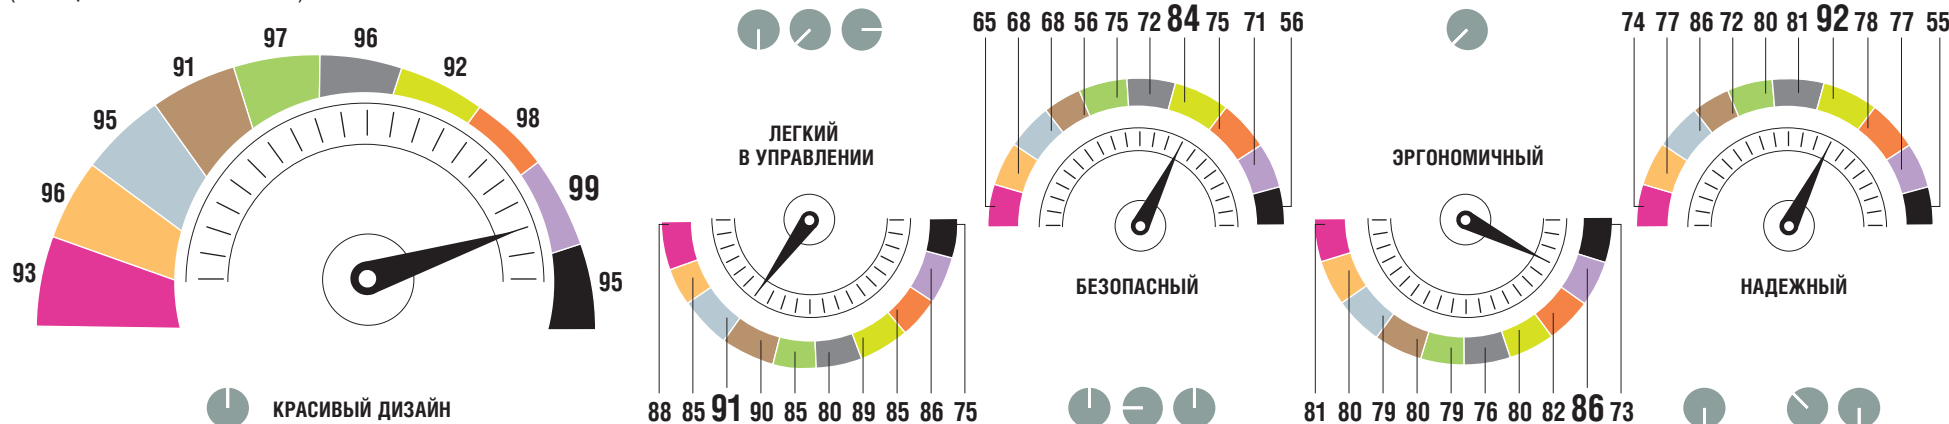 93
96
95
91
97
96
92
98
99
95
КРАСИВЫЙ ДИЗАЙН
ЛЕГКИЙ
В УПРАВЛЕНИИ
88 85 91 90 85 80 89 85 86 75
65 68 68 56 75 72 84 75 71 56
БЕЗОПАСНЫЙ
ЭРГОНОМИЧНЫЙ
81 80 79 80 79 76 80 82 86 73
74 77 86 72 80 81 92 78 77 55
НАДЕЖНЫЙ